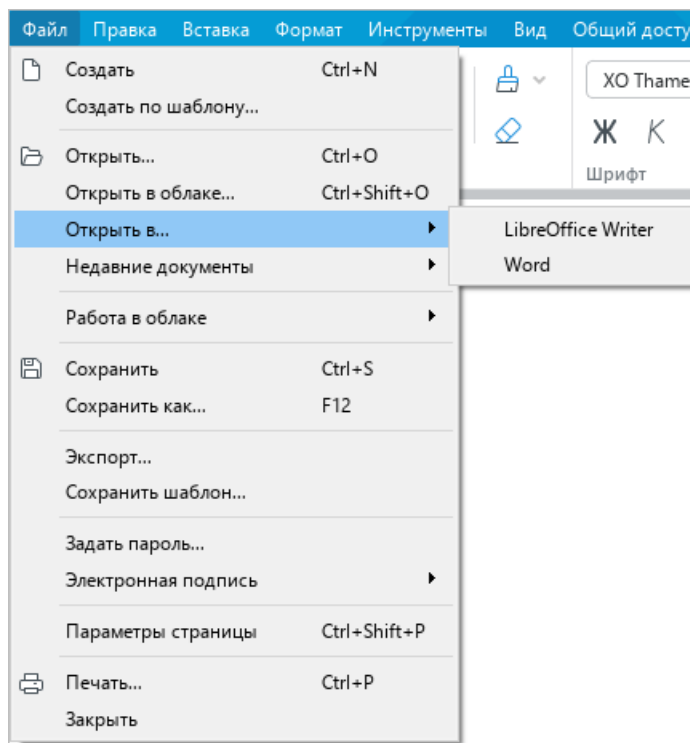 Файл Правка Вставка Формат Инструменты Вид Общий досту
Создать Ctrl+N
XO Thame
Создать по шаблону...
Ж К
Открыть... Ctrl+O
Шрифт
Открыть в облаке... Ctrl+Shift+O
Открыть в... LibreOffice Writer
Недавние документы Word
Работа в облаке
Сохранить Ctrl+S
Сохранить как... F12
Экспорт...
Сохранить шаблон...
Задать пароль...
Электронная подпись
Параметры страницы Ctrl+Shift+P
Печать... Ctrl+P
Закрыть